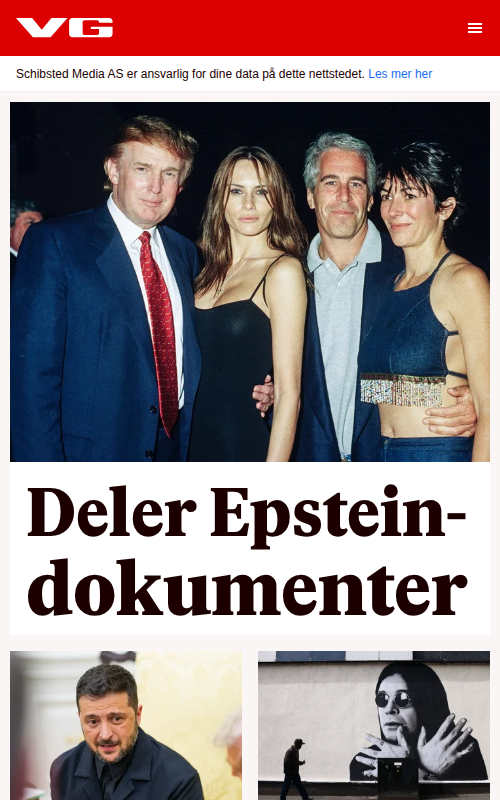 VG
Schibsted Media AS er ansvarlig for dine data på dette nettstedet. Les mer her
Deler Epstein-
dokumenter